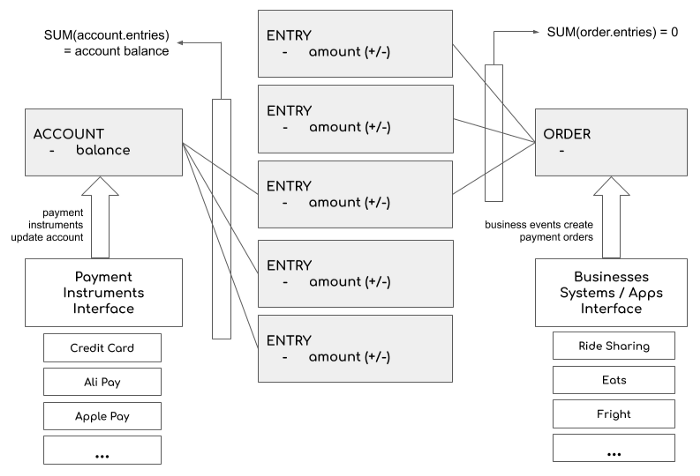 SUM(account.entries)
= account balance
ENTRY
- amount (+/-)
SUM(order.entries) = 0
ENTRY
- amount (+/-)
ACCOUNT
- balance
ORDER
-
ENTRY
- amount (+/-)
payment
instruments
update account
business events create
payment orders
ENTRY
- amount (+/-)
Payment
Instruments
Interface
Businesses
Systems / Apps
Interface
ENTRY
- amount (+/-)
Credit Card
Ali Pay
Apple Pay
...
Ride Sharing
Eats
Fright
...